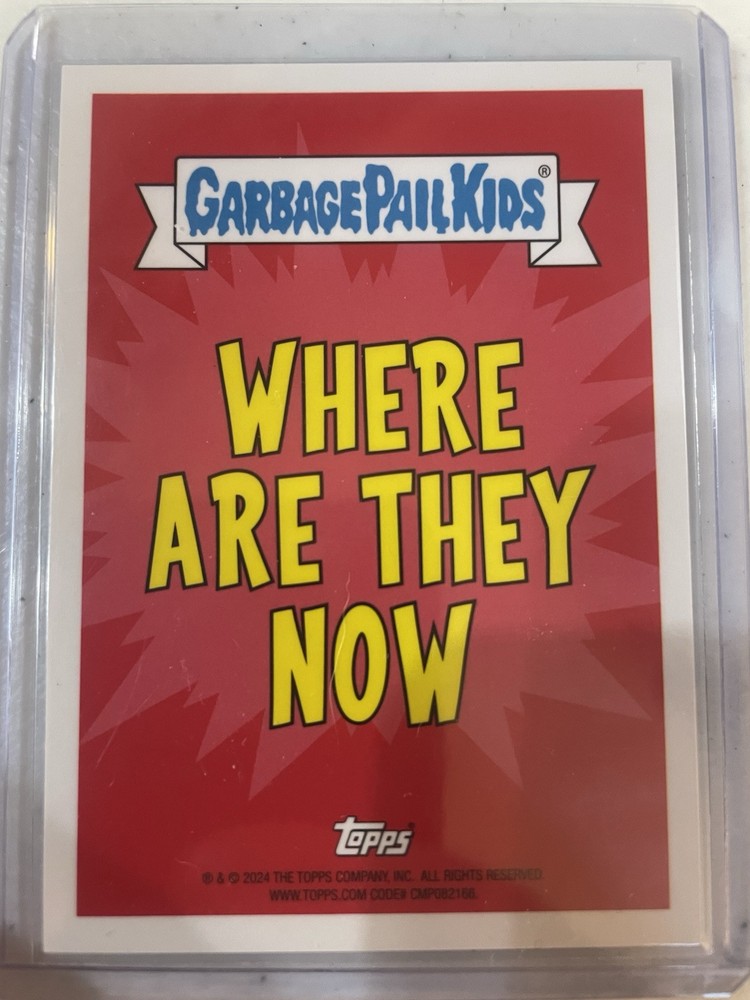 GARBAGE PAIL KIDS®
WHERE
ARE THEY
NOW
topps®
® & © 2024 THE TOPPS COMPANY, INC. ALL RIGHTS RESERVED.
WWW.TOPPS.COM CODE# CMPGB2166.